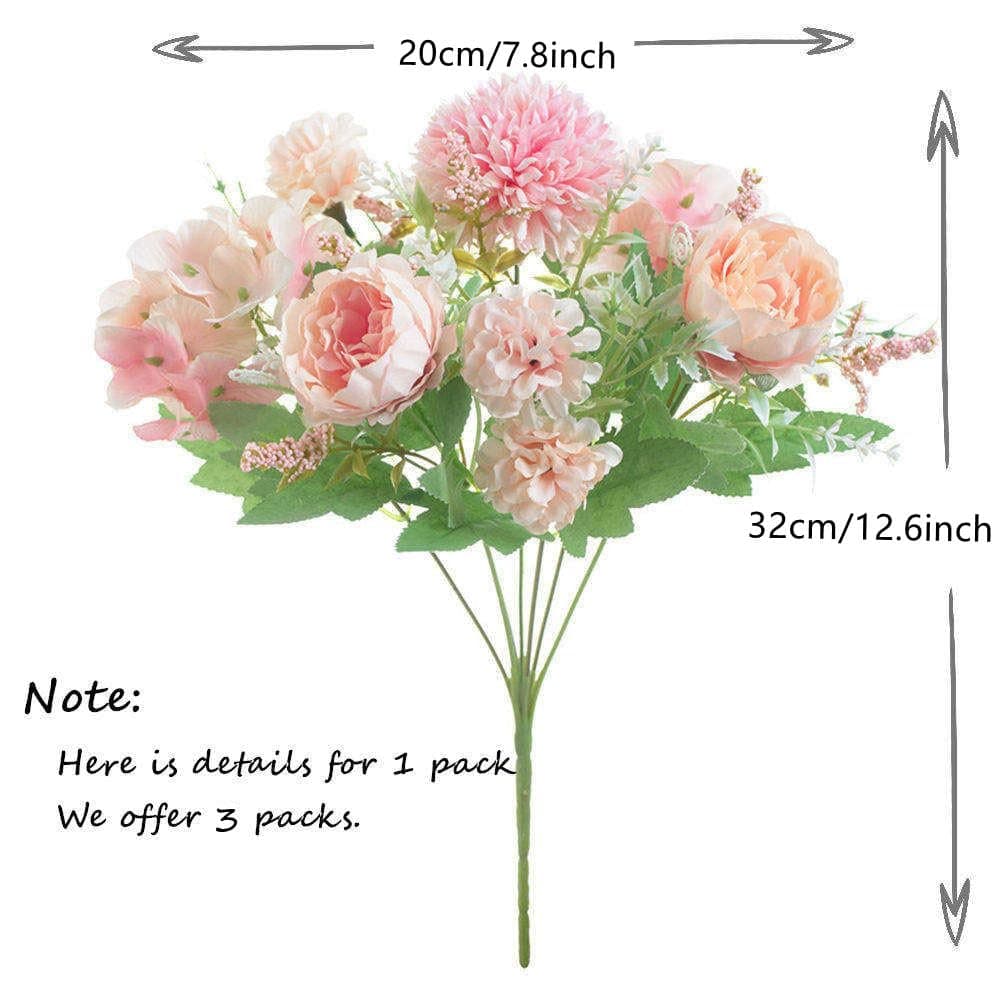 20cm/7.8inch
32cm/12.6inch
Note:
Here is details for 1 pack
We offer 3 packs.